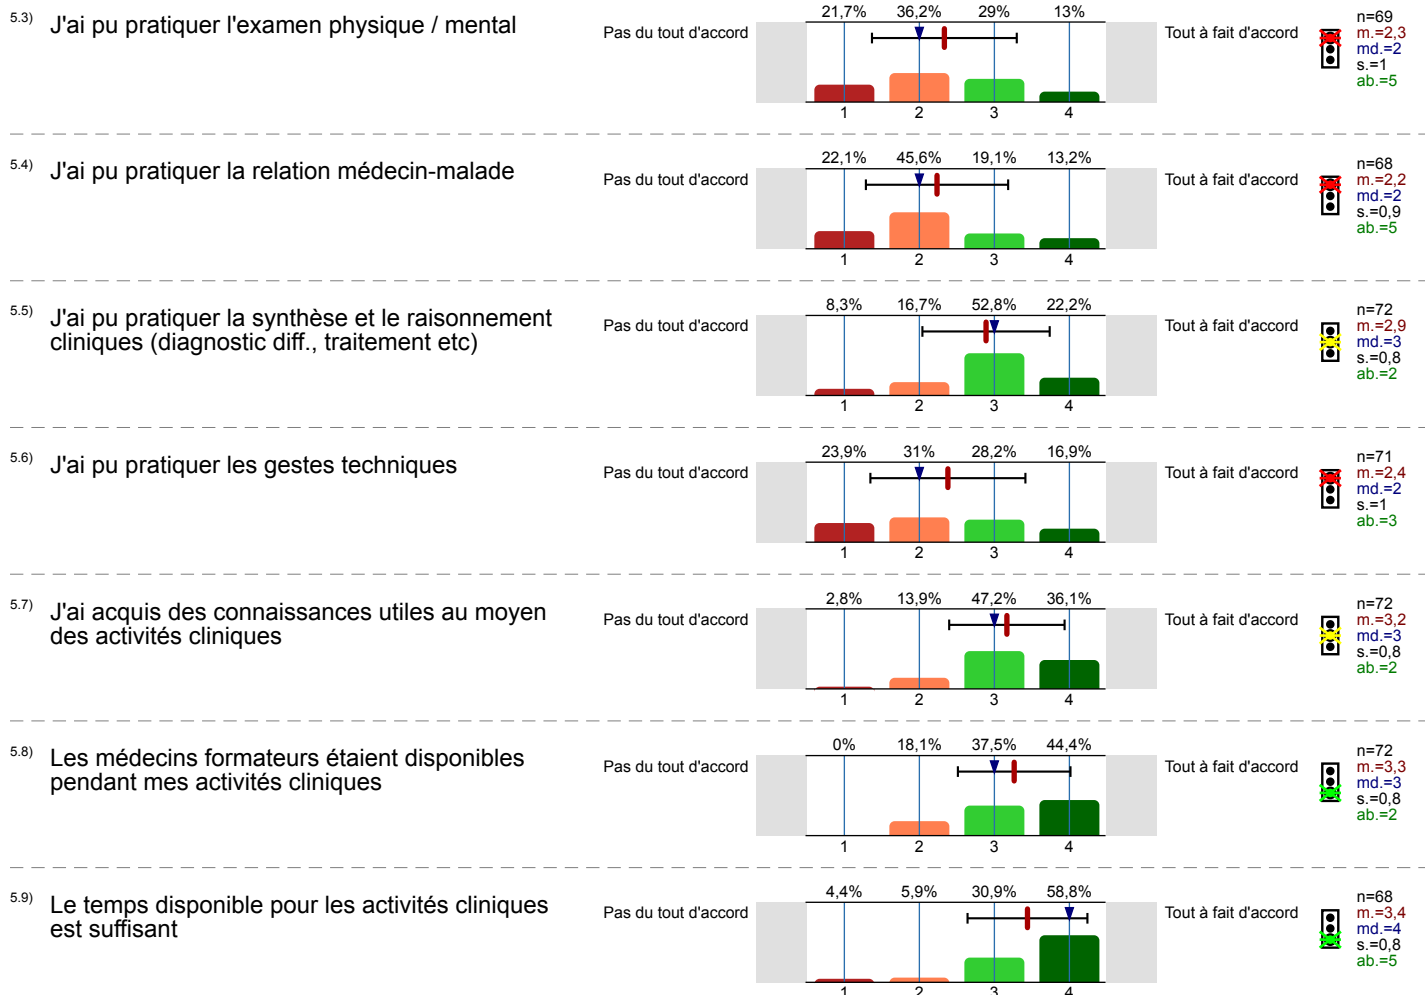 5.3) J'ai pu pratiquer l'examen physique / mental
Pas du tout d'accord
21,7% 36,2% 29% 13%
1 2 3 4
Tout à fait d'accord
n=69
m.=2,3
md.=2
s.=1
ab.=5
5.4) J'ai pu pratiquer la relation médecin-malade
Pas du tout d'accord
22,1% 45,6% 19,1% 13,2%
1 2 3 4
Tout à fait d'accord
n=68
m.=2,2
md.=2
s.=0,9
ab.=5
5.5) J'ai pu pratiquer la synthèse et le raisonnement
cliniques (diagnostic diff., traitement etc)
Pas du tout d'accord
8,3% 16,7% 52,8% 22,2%
1 2 3 4
Tout à fait d'accord
n=72
m.=2,9
md.=3
s.=0,8
ab.=2
5.6) J'ai pu pratiquer les gestes techniques
Pas du tout d'accord
23,9% 31% 28,2% 16,9%
1 2 3 4
Tout à fait d'accord
n=71
m.=2,4
md.=2
s.=1
ab.=3
5.7) J'ai acquis des connaissances utiles au moyen
des activités cliniques
Pas du tout d'accord
2,8% 13,9% 47,2% 36,1%
1 2 3 4
Tout à fait d'accord
n=72
m.=3,2
md.=3
s.=0,8
ab.=2
5.8) Les médecins formateurs étaient disponibles
pendant mes activités cliniques
Pas du tout d'accord
0% 18,1% 37,5% 44,4%
1 2 3 4
Tout à fait d'accord
n=72
m.=3,3
md.=3
s.=0,8
ab.=2
5.9) Le temps disponible pour les activités cliniques
est suffisant
Pas du tout d'accord
4,4% 5,9% 30,9% 58,8%
1 2 3 4
Tout à fait d'accord
n=68
m.=3,4
md.=4
s.=0,8
ab.=5